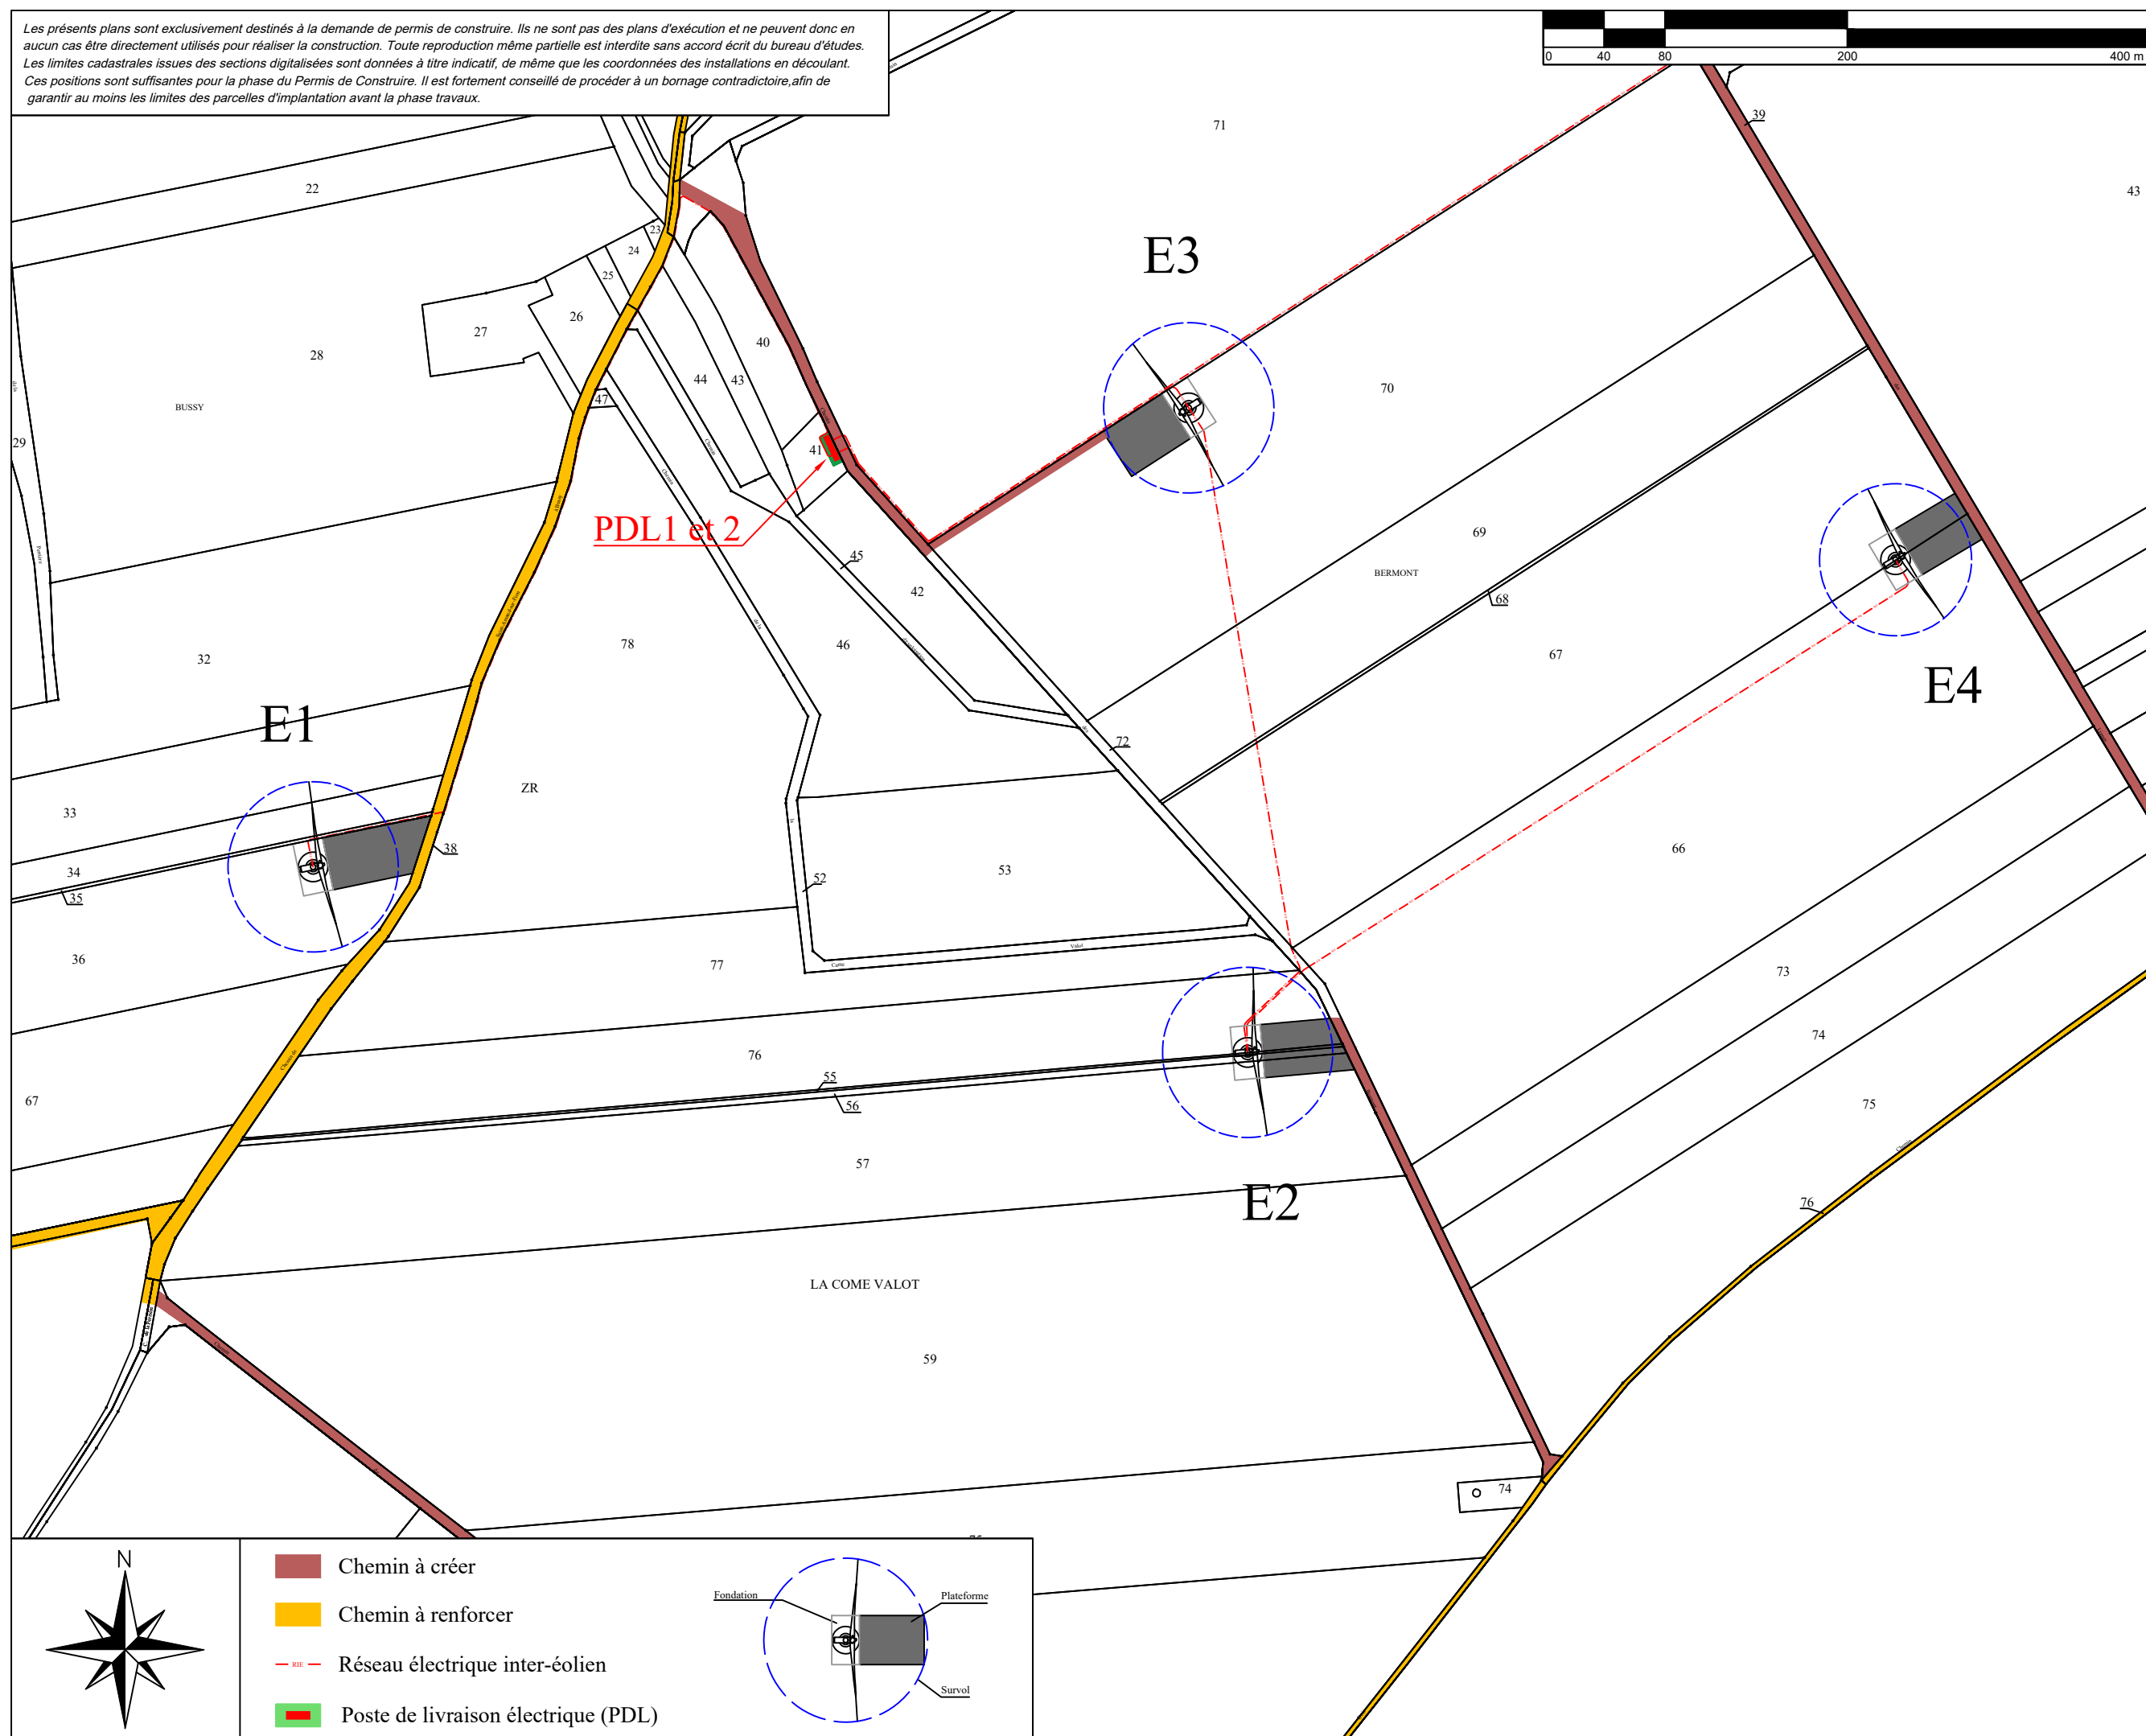 Les présents plans sont exclusivement destinés à la demande de permis de construire. Ils ne sont pas des plans d'exécution et ne peuvent donc en
aucun cas être directement utilisés pour réaliser la construction. Toute reproduction même partielle est interdite sans accord écrit du bureau d'études.
Les limites cadastrales issues des sections digitalisées sont données à titre indicatif, de même que les coordonnées des installations en découlant.
Ces positions sont suffisantes pour la phase du Permis de Construire. Il est fortement conseillé de procéder à un bornage contradictoire,afin de
garantir au moins les limites des parcelles d'implantation avant la phase travaux.
0 40 80 200 400 m
71
39
43
22
23
24
25
E3
26
27
28
40
44
43
70
BUSSY
47
29
41
PDL1 et 2
69
45
BERMONT
42
68
78
46
67
32
E4
E1
72
ZR
33
38
66
34
53
52
35
36
Valot
77
Carre
73
74
76
55
56
67
75
57
E2
76
LA COME VALOT
59
74
N
Chemin à créer
Chemin à renforcer
RIE
Réseau électrique inter-éolien
Poste de livraison électrique (PDL)
Fondation
Plateforme
Survol